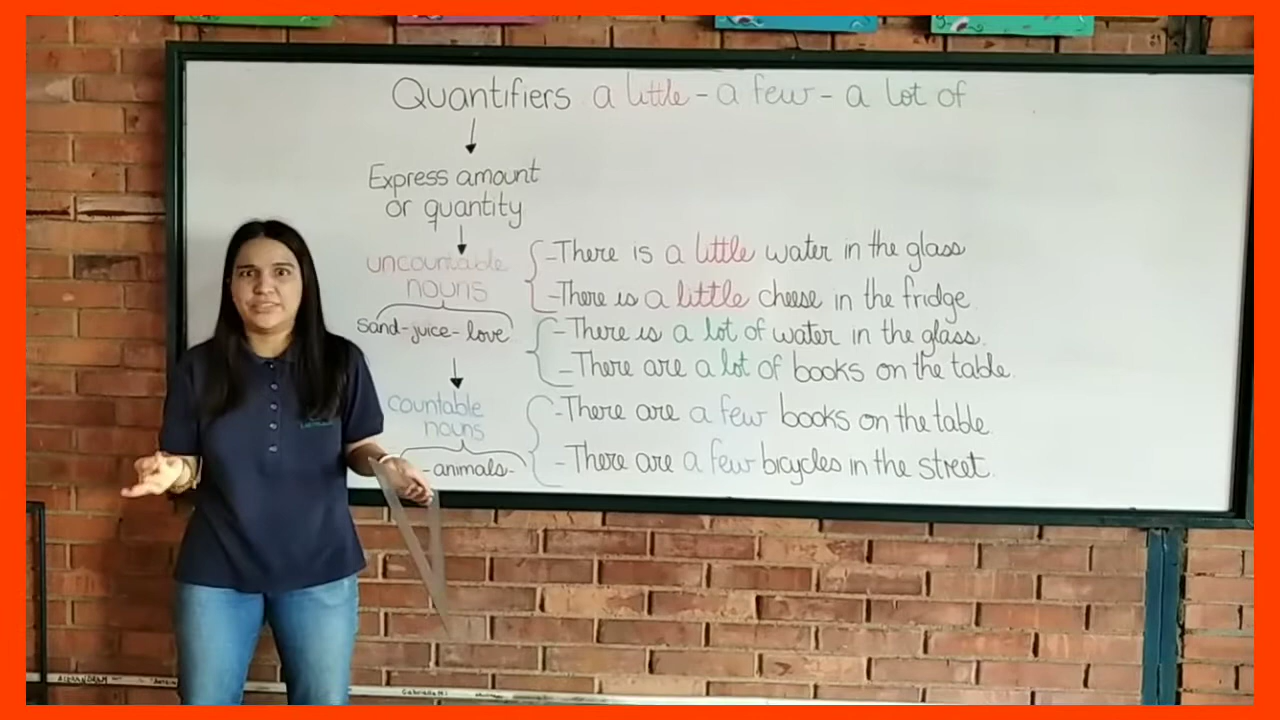 Quantifiers a little - a few - a lot of
Express amount
or quantity
uncountable
nouns
sand - juice - love
- There is a little water in the glass
- There is a little cheese in the fridge.
- There is a lot of water in the glass.
- There are a lot of books on the table.
countable
nouns
- animals -
- There are a few books on the table
- There are a few bicycles in the street.